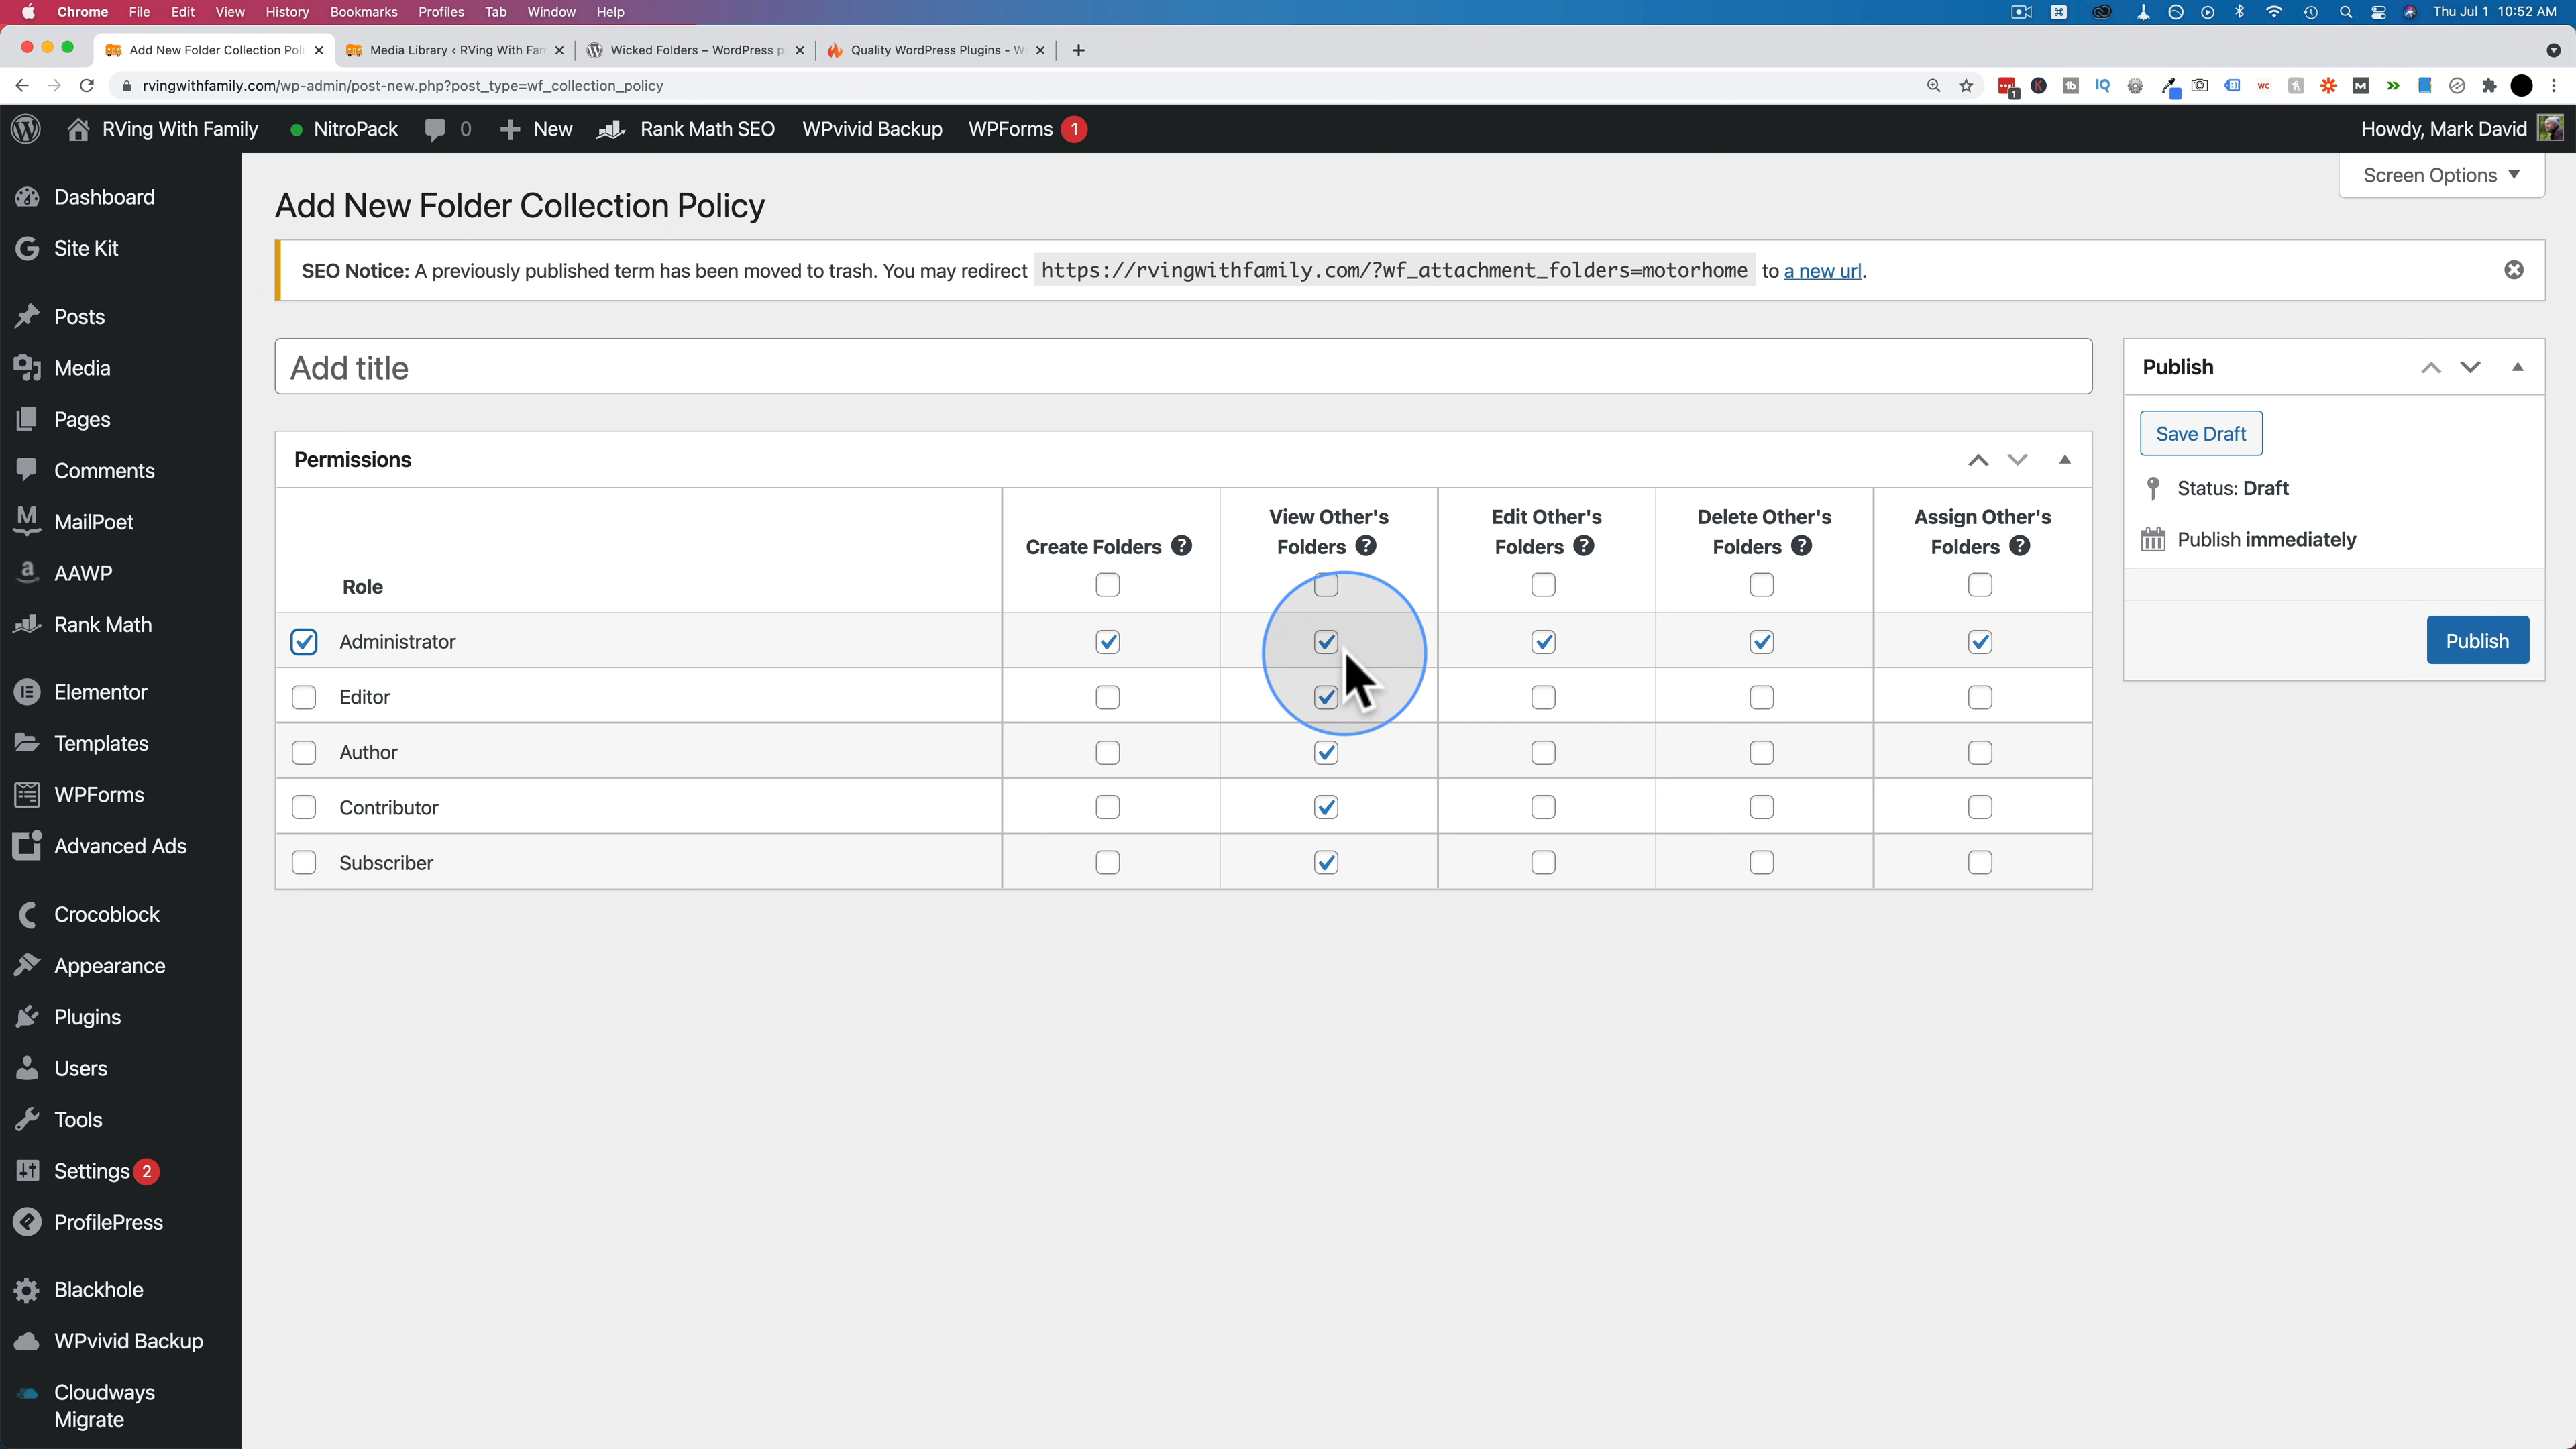 Chrome File Edit View History Bookmarks Profiles Tab Window Help Thu Jul 1 10:52 AM
Add New Folder Collection Poli Media Library ‹ RVing With Fam Wicked Folders – WordPress pl Quality WordPress Plugins - W
rvingwithfamily.com/wp-admin/post-new.php?post_type=wf_collection_policy
RVing With Family NitroPack 0 New Rank Math SEO WPvivid Backup WPForms 1 Howdy, Mark David
Screen Options
Dashboard
Site Kit
Posts
Media
Pages
Comments
MailPoet
AAWP
Rank Math
Elementor
Templates
WPForms
Advanced Ads
Crocoblock
Appearance
Plugins
Users
Tools
Settings 2
ProfilePress
Blackhole
WPvivid Backup
Cloudways
Migrate
Add New Folder Collection Policy
SEO Notice: A previously published term has been moved to trash. You may redirect https://rvingwithfamily.com/?wf_attachment_folders=motorhome to a new url.
Add title
Permissions
Role
Create Folders ?
View Other's
Folders ?
Edit Other's
Folders ?
Delete Other's
Folders ?
Assign Other's
Folders ?
Administrator
Editor
Author
Contributor
Subscriber
Publish
Save Draft
Status: Draft
Publish immediately
Publish